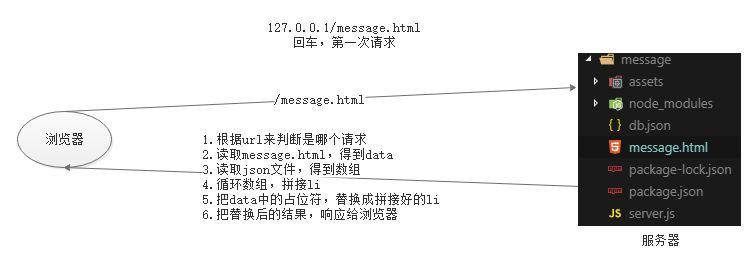 127.0.0.1/message.html
回车，第一次请求
/message.html
浏览器
1.根据url来判断是哪个请求
2.读取message.html，得到data
3.读取json文件，得到数组
4.循环数组，拼接li
5.把data中的占位符，替换成拼接好的li
6.把替换后的结果，响应给浏览器
message
assets
node_modules
{ } db.json
message.html
package-lock.json
package.json
JS server.js
服务器